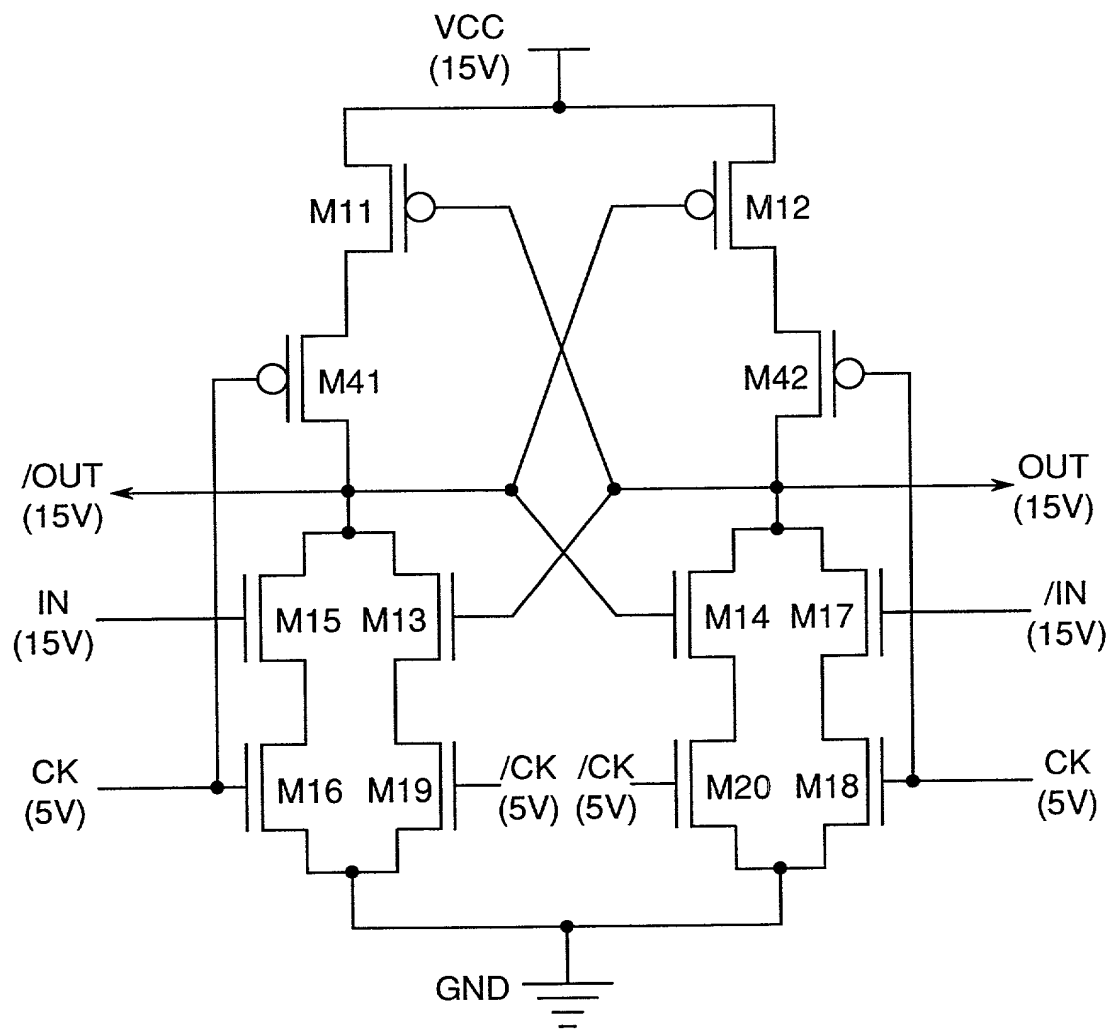 VCC
(15V)
M11
M12
M41
M42
/OUT
(15V)
OUT
(15V)
IN
(15V)
M15
M13
M14
M17
/IN
(15V)
CK
(5V)
M16
M19
/CK
(5V)
/CK
(5V)
M20
M18
CK
(5V)
GND